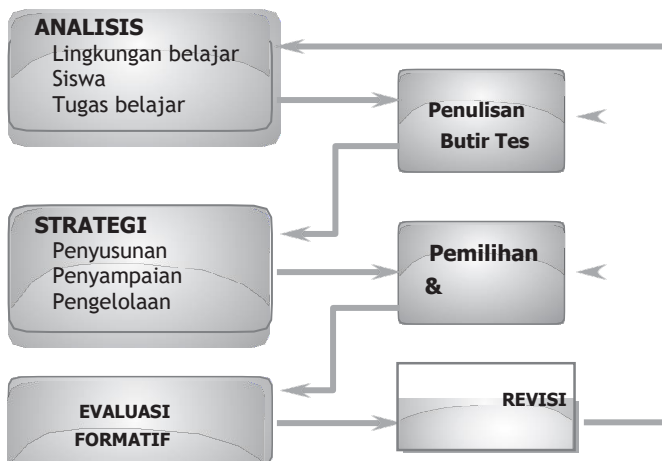 ANALISIS
Lingkungan belajar
Siswa
Tugas belajar
Penulisan
Butir Tes
STRATEGI
Penyusunan
Penyampaian
Pengelolaan
Pemilihan
&
EVALUASI
FORMATIF
REVISI